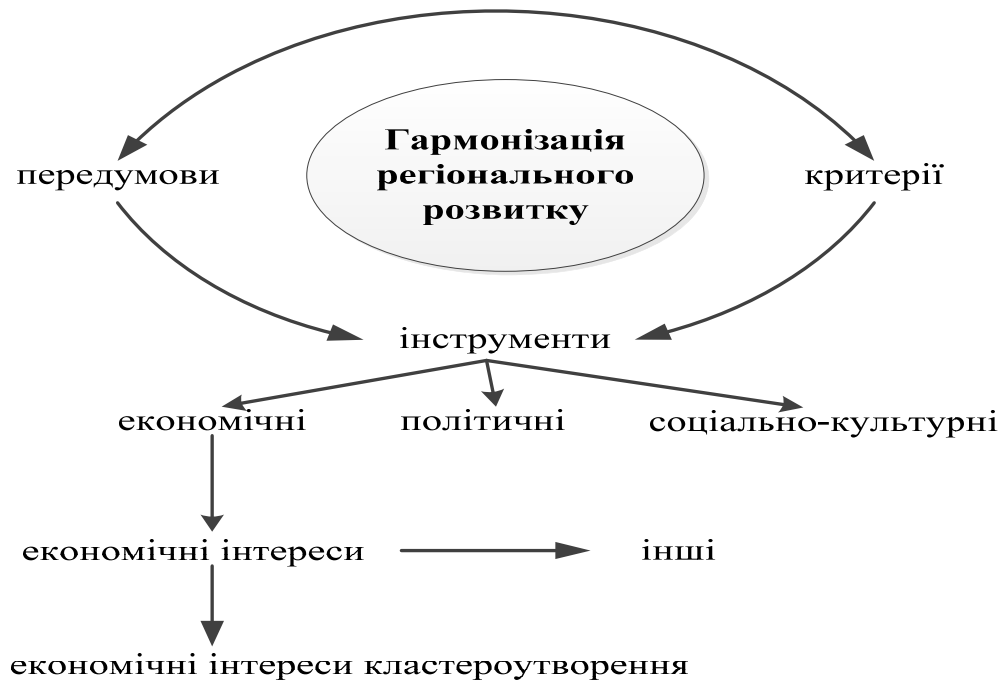 Гармонізація
регіонального
розвитку
передумови
критерії
інструменти
економічні
політичні
соціально-культурні
економічні інтереси
інші
економічні інтереси кластероутворення